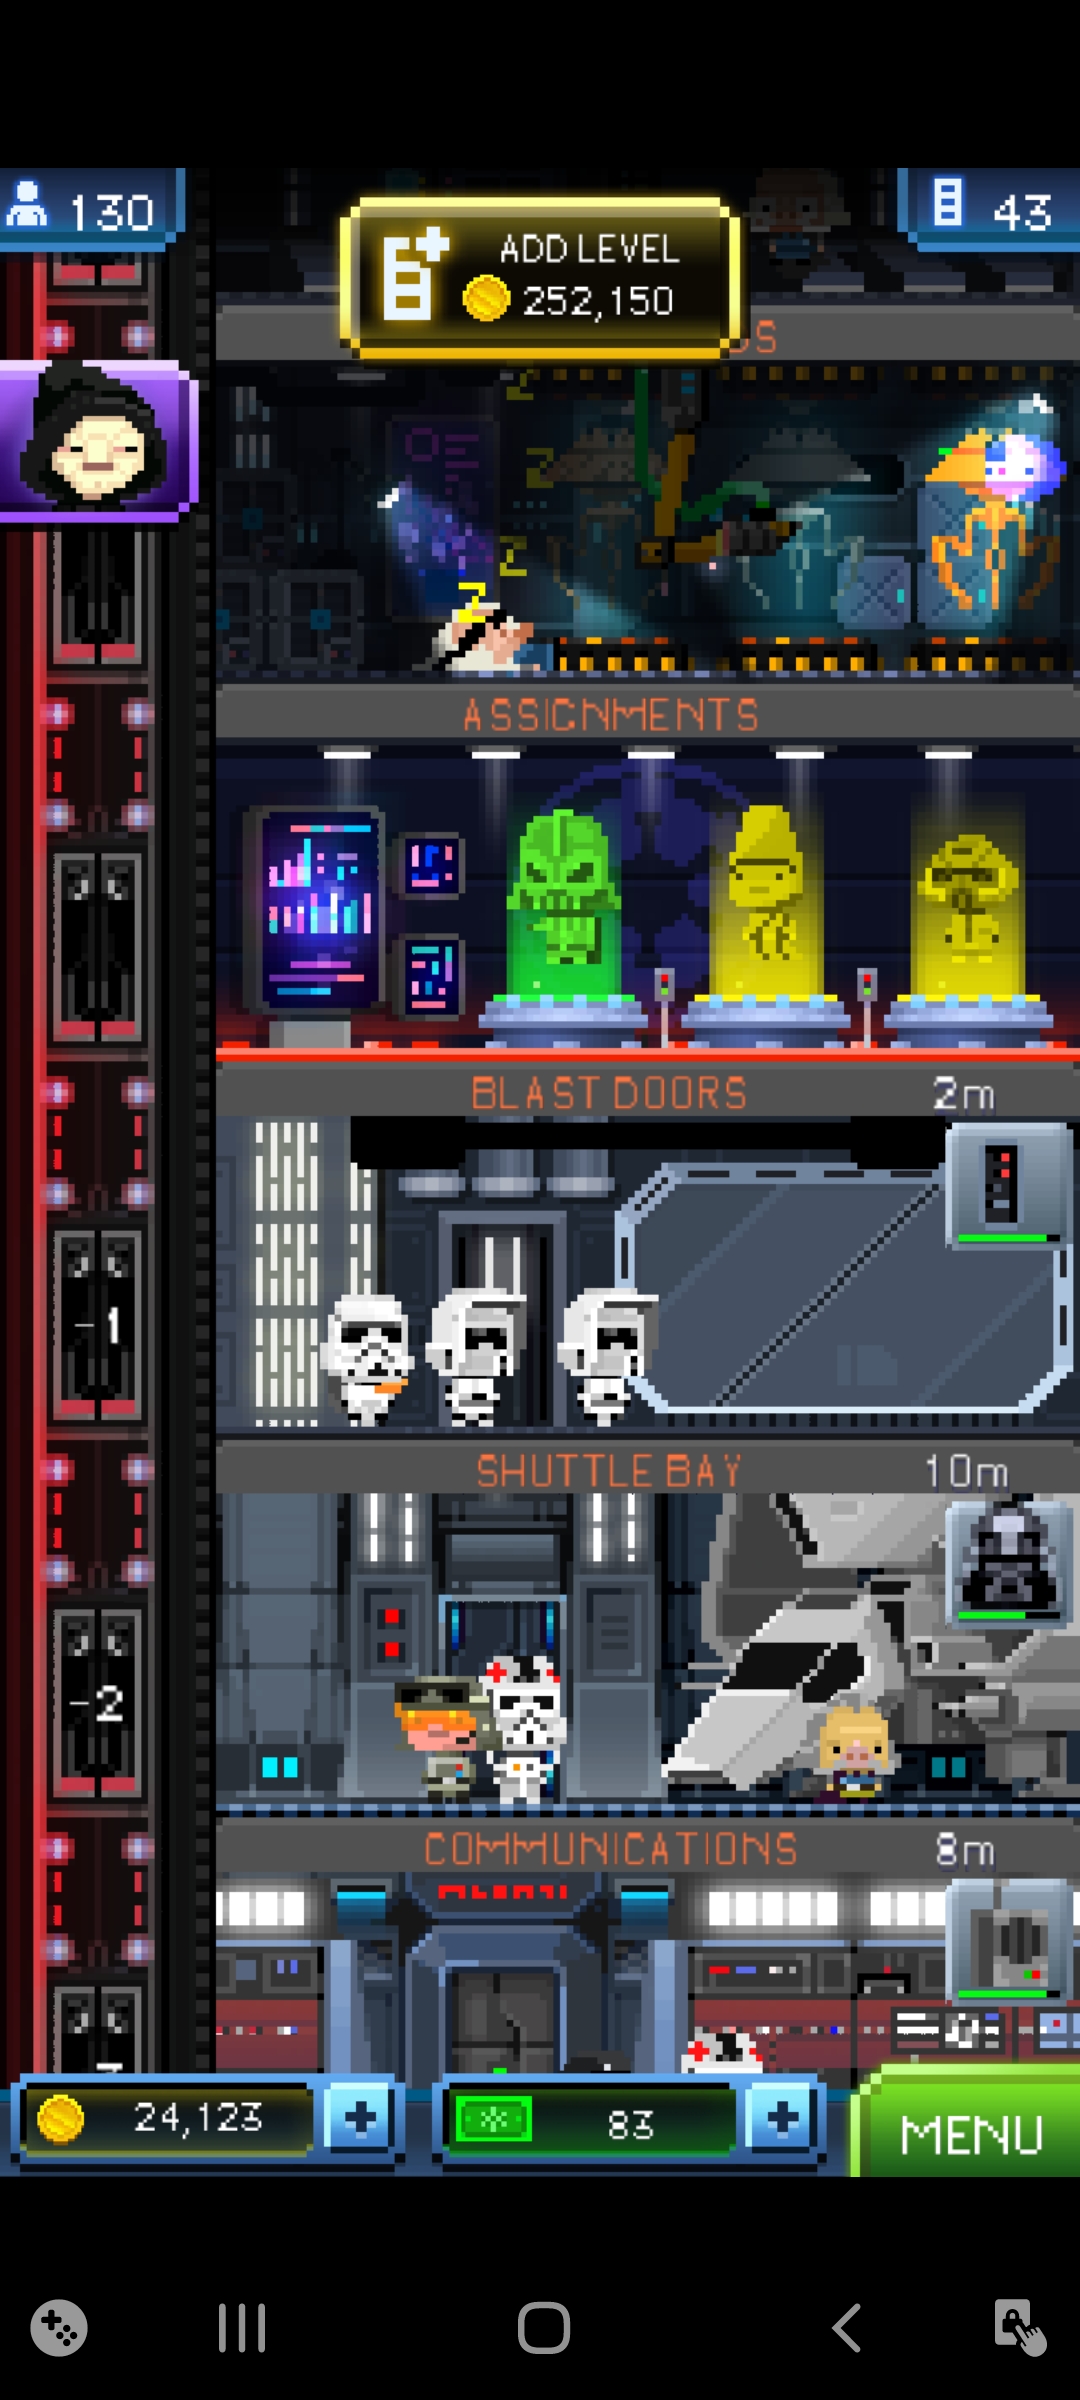 130
43
ADD LEVEL
252,150
DS
Z
Z
Z
Z
ASSIGNMENTS
BLAST DOORS 2m
-1
SHUTTLE BAY 10m
-2
COMMUNICATIONS 8m
24,123
83
MENU